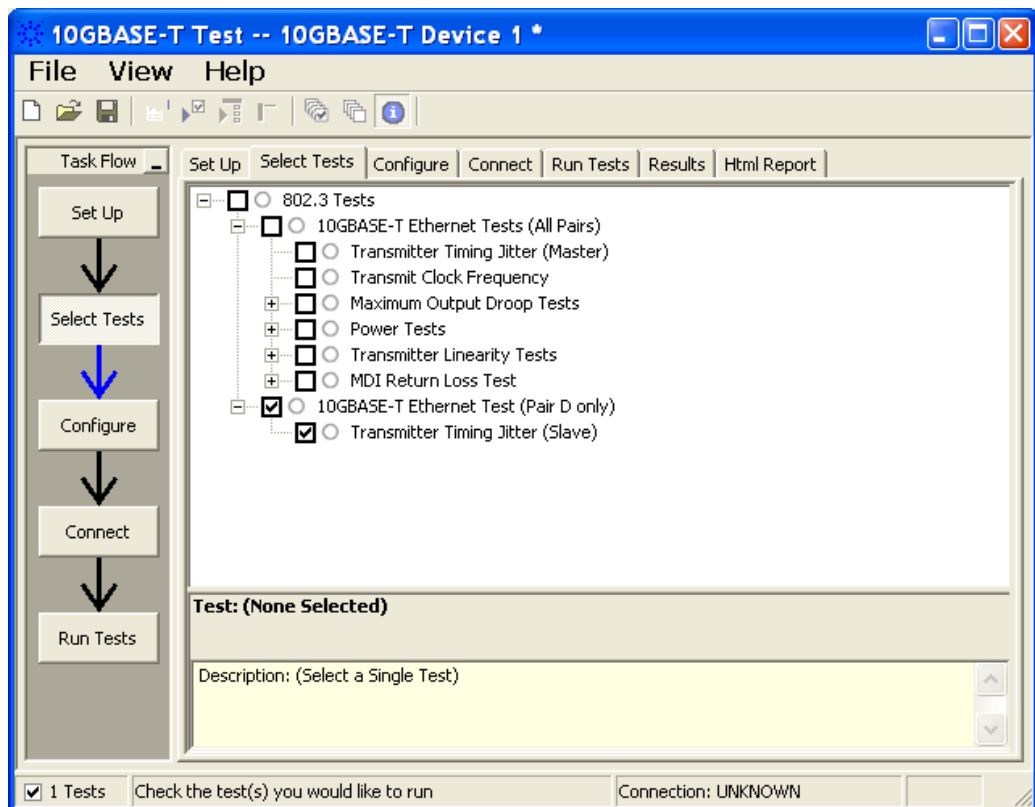 10GBASE-T Test -- 10GBASE-T Device 1 *
File View Help
Task Flow
Set Up
Select Tests
Configure
Connect
Run Tests
Set Up Select Tests Configure Connect Run Tests Results Html Report
802.3 Tests
10GBASE-T Ethernet Tests (All Pairs)
Transmitter Timing Jitter (Master)
Transmit Clock Frequency
Maximum Output Droop Tests
Power Tests
Transmitter Linearity Tests
MDI Return Loss Test
10GBASE-T Ethernet Test (Pair D only)
Transmitter Timing Jitter (Slave)
Test: (None Selected)
Description: (Select a Single Test)
1 Tests Check the test(s) you would like to run Connection: UNKNOWN